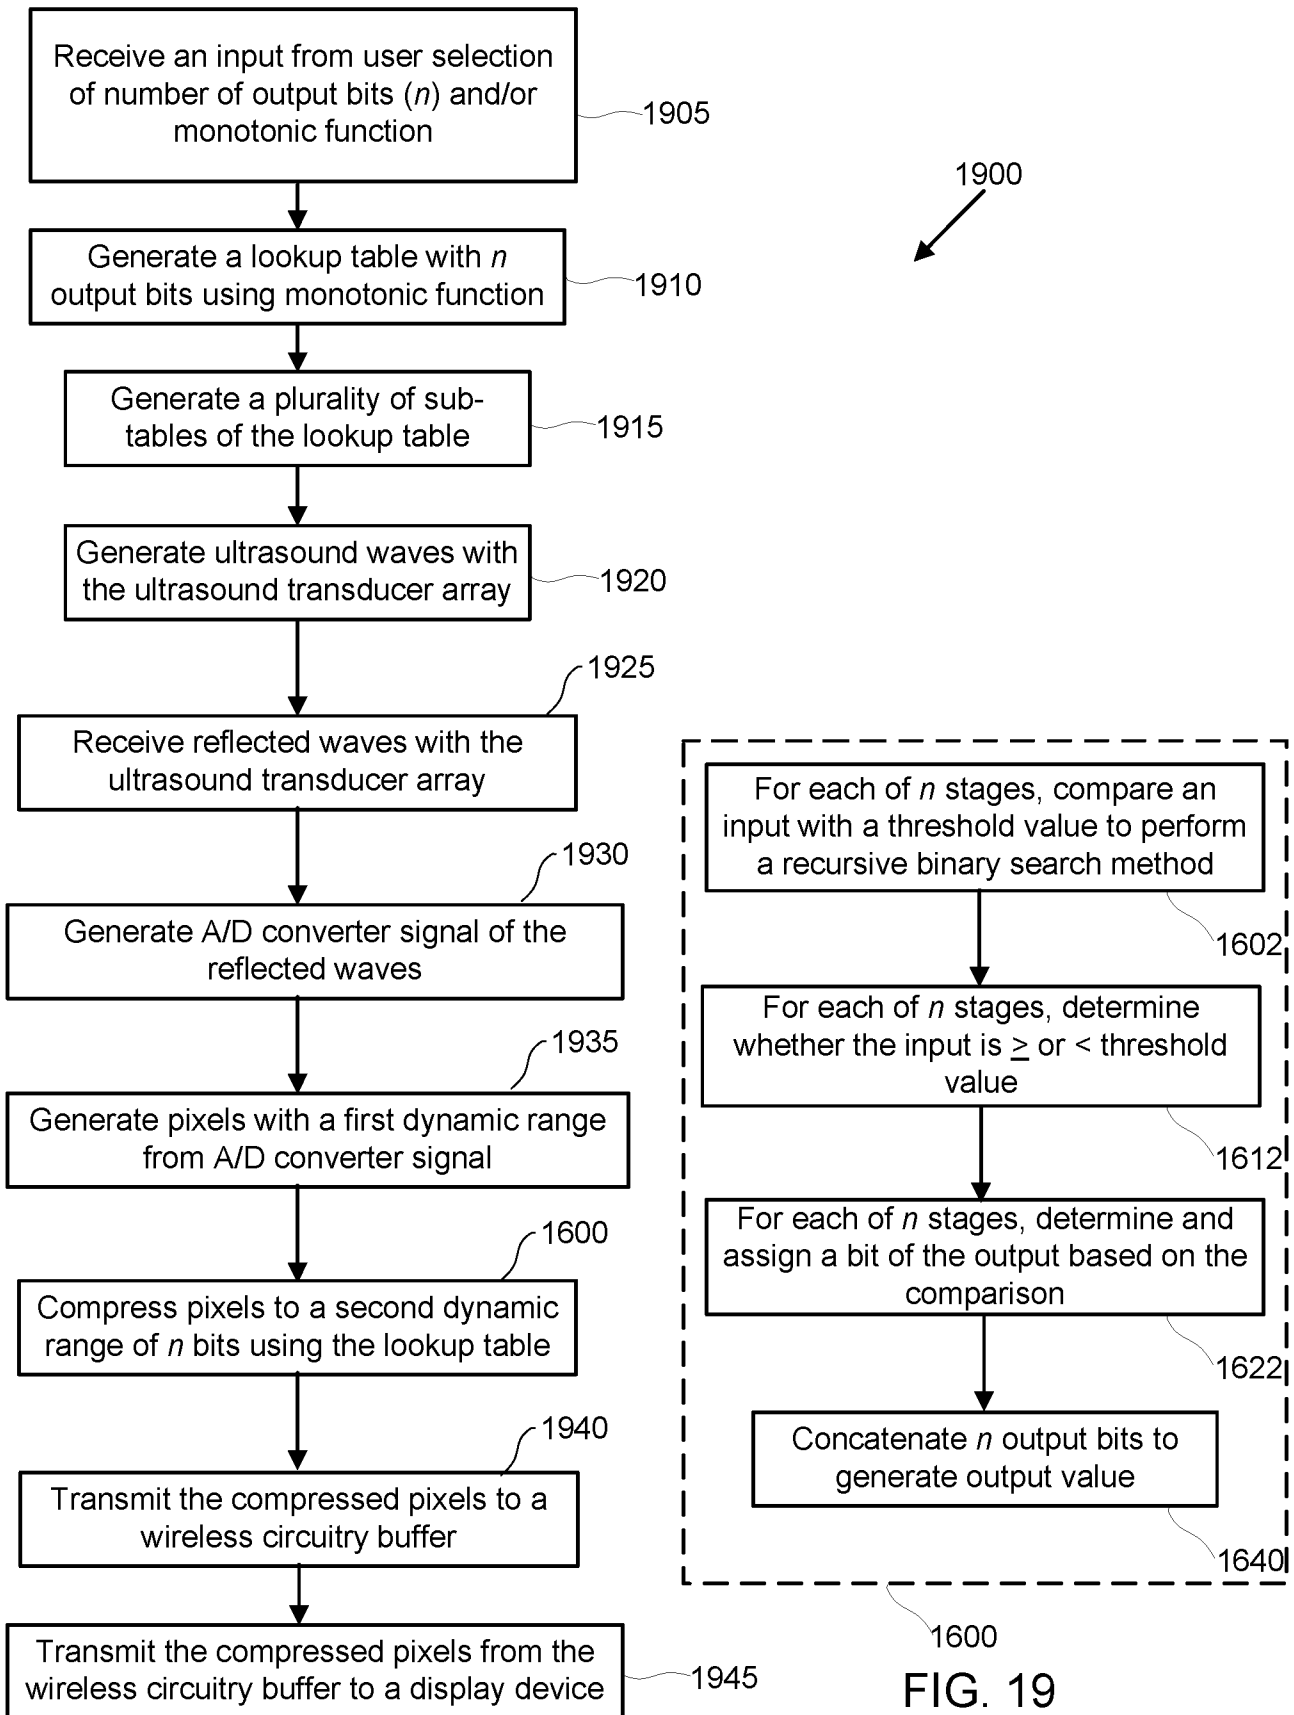 Receive an input from user selection
of number of output bits (n) and/or
monotonic function
1905
1900
Generate a lookup table with n
output bits using monotonic function
1910
Generate a plurality of sub-
tables of the lookup table
1915
Generate ultrasound waves with
the ultrasound transducer array
1920
1925
Receive reflected waves with the
ultrasound transducer array
1930
Generate A/D converter signal of the
reflected waves
1935
Generate pixels with a first dynamic range
from A/D converter signal
1600
Compress pixels to a second dynamic
range of n bits using the lookup table
1940
Transmit the compressed pixels to a
wireless circuitry buffer
Transmit the compressed pixels from the
wireless circuitry buffer to a display device
1945
For each of n stages, compare an
input with a threshold value to perform
a recursive binary search method
1602
For each of n stages, determine
whether the input is ≥ or < threshold
value
1612
For each of n stages, determine and
assign a bit of the output based on the
comparison
1622
Concatenate n output bits to
generate output value
1640
1600
FIG. 19